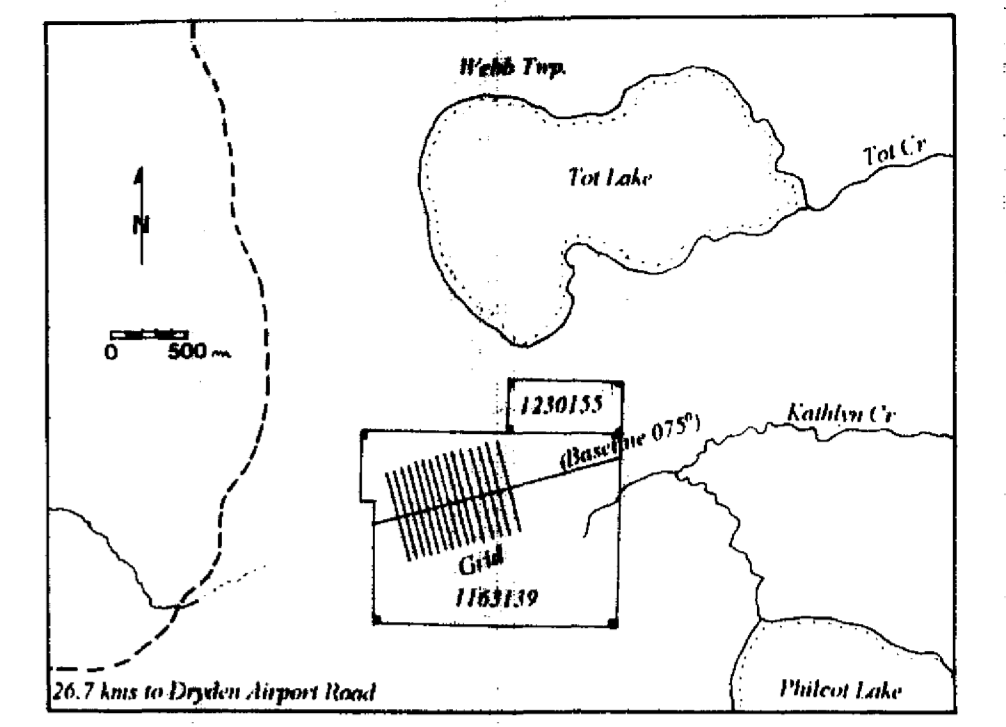 Webb Twp.
Tot Lake
Tot Cr
N
0 500 m
1230155
Kathlyn Cr
(Baseline 075°)
Grid
1163139
26.7 kms to Dryden Airport Road
Philcot Lake